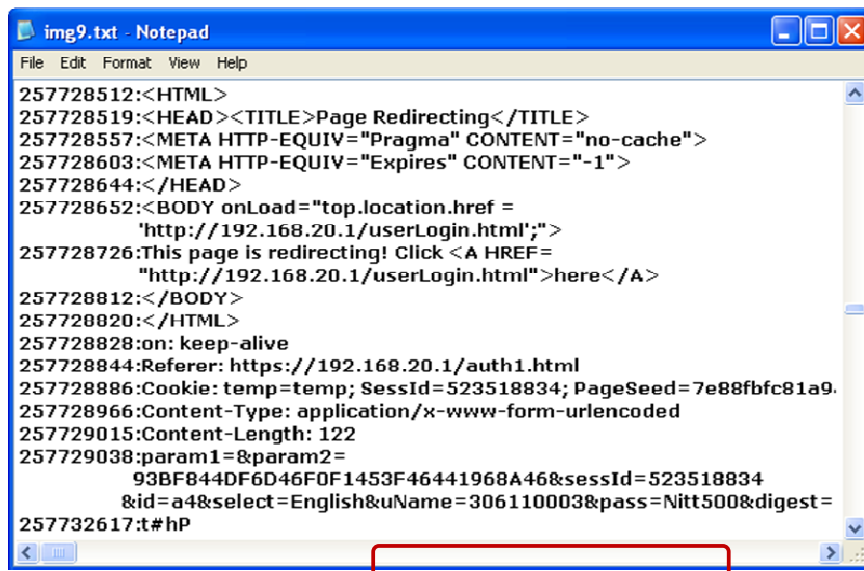 img9.txt - Notepad
File Edit Format View Help
257728512:<HTML>
257728519:<HEAD><TITLE>Page Redirecting</TITLE>
257728557:<META HTTP-EQUIV="Pragma" CONTENT="no-cache">
257728603:<META HTTP-EQUIV="Expires" CONTENT="-1">
257728644:</HEAD>
257728652:<BODY onLoad="top.location.href =
'http://192.168.20.1/userLogin.html';">
257728726:This page is redirecting! Click <A HREF=
"http://192.168.20.1/userLogin.html">here</A>
257728812:</BODY>
257728820:</HTML>
257728828:on: keep-alive
257728844:Referer: https://192.168.20.1/auth1.html
257728886:Cookie: temp=temp; SessId=523518834; PageSeed=7e88fbfc81a9
257728966:Content-Type: application/x-www-form-urlencoded
257729015:Content-Length: 122
257729038:param1=&param2=
93BF844DF6D46F0F1453F46441968A46&sessId=523518834
&id=a4&select=English&uName=306110003&pass=Nitt500&digest=
257732617:t#hP